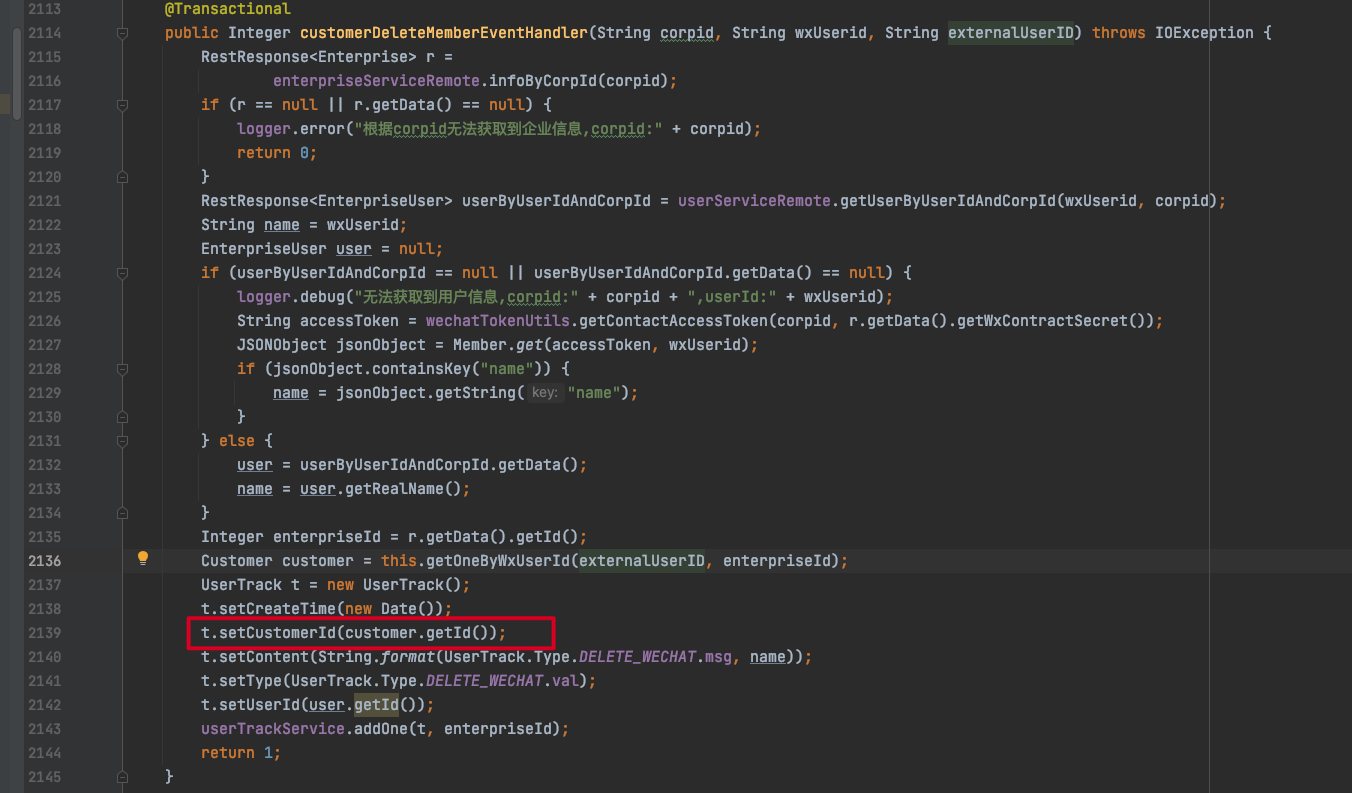 2113 @Transactional
2114 public Integer customerDeleteMemberEventHandler(String corpid, String wxUserid, String externalUserID) throws IOException {
2115 RestResponse<Enterprise> r =
2116 enterpriseServiceRemote.infoByCorpId(corpid);
2117 if (r == null || r.getData() == null) {
2118 logger.error("根据corpid无法获取到企业信息,corpid:" + corpid);
2119 return 0;
2120 }
2121 RestResponse<EnterpriseUser> userByUserIdAndCorpId = userServiceRemote.getUserByUserIdAndCorpId(wxUserid, corpid);
2122 String name = wxUserid;
2123 EnterpriseUser user = null;
2124 if (userByUserIdAndCorpId == null || userByUserIdAndCorpId.getData() == null) {
2125 logger.debug("无法获取到用户信息,corpid:" + corpid + ",userId:" + wxUserid);
2126 String accessToken = wechatTokenUtils.getContactAccessToken(corpid, r.getData().getWxContractSecret());
2127 JSONObject jsonObject = Member.get(accessToken, wxUserid);
2128 if (jsonObject.containsKey("name")) {
2129 name = jsonObject.getString( key: "name");
2130 }
2131 } else {
2132 user = userByUserIdAndCorpId.getData();
2133 name = user.getRealName();
2134 }
2135 Integer enterpriseId = r.getData().getId();
2136 Customer customer = this.getOneByWxUserId(externalUserID, enterpriseId);
2137 UserTrack t = new UserTrack();
2138 t.setCreateTime(new Date());
2139 t.setCustomerId(customer.getId());
2140 t.setContent(String.format(UserTrack.Type.DELETE_WECHAT.msg, name));
2141 t.setType(UserTrack.Type.DELETE_WECHAT.val);
2142 t.setUserId(user.getId());
2143 userTrackService.addOne(t, enterpriseId);
2144 return 1;
2145 }